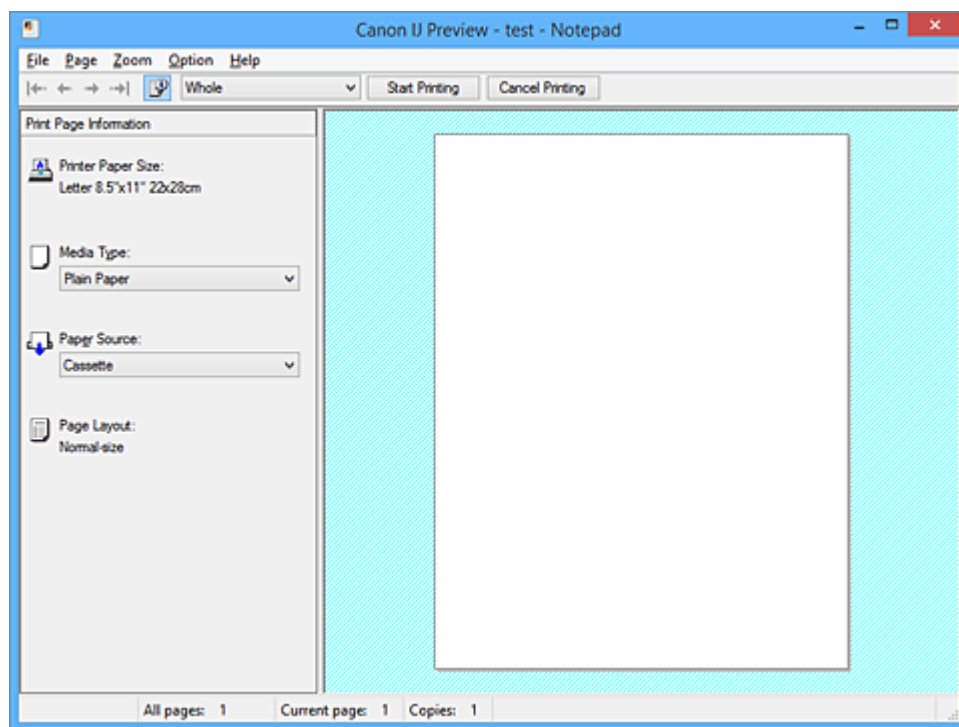 Canon IJ Preview - test - Notepad
File Page Zoom Option Help
Whole Start Printing Cancel Printing
Print Page Information
Printer Paper Size:
Letter 8.5"x11" 22x28cm
Media Type:
Plain Paper
Paper Source:
Cassette
Page Layout:
Normal-size
All pages: 1 Current page: 1 Copies: 1